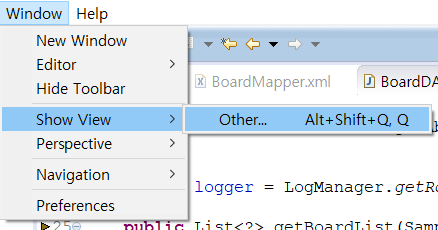 Window Help
New Window
Editor
Hide Toolbar
BoardMapper.xml
BoardDA
Show View
Other... Alt+Shift+Q, Q
Perspective
Navigation
logger = LogManager.getRo
Preferences
25 public List<?> getBoardList(Sam